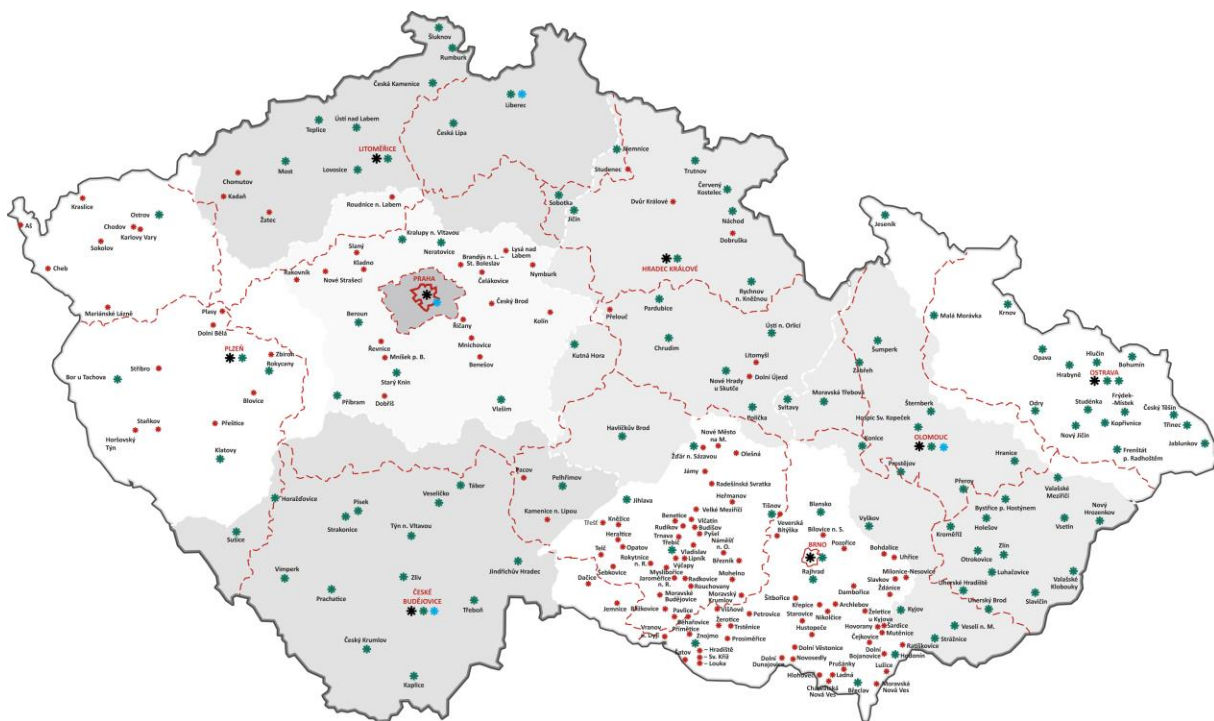 Šluknov
Rumburk
Česká Kamenice
Liberec
Teplice
Ústí nad Labem
Česká Lípa
LITOMĚŘICE
Most
Lovosice
Jilemnice
Studenec
Trutnov
Chomutov
Kadaň
Žatec
Roudnice n. Labem
Sobotka
Jičín
Dvůr Králové
Červený
Kostelec
Náchod
Dobruška
Kraslice
Aš
Ostrov
Chodov
Karlovy Vary
Sokolov
Cheb
Mariánské Lázně
Jeseník
Slaný
Kladno
Rakovník
Nové Strašecí
Kralupy n. Vltavou
Neratovice
Brandýs n. L. –
St. Boleslav
Lysá nad
Labem
Čelákovice
Nymburk
HRADEC KRÁLOVÉ
Rychnov
n. Kněžnou
PRAHA
Český Brod
Kolín
Beroun
Říčany
Mnichovice
Benešov
Řevnice
Mníšek p. B.
Starý Knín
Dobříš
Příbram
Vlašim
Kutná Hora
Přelouč
Pardubice
Chrudim
Ústí n. Orlicí
Litomyšl
Dolní Újezd
Nové Hrady
u Skutče
Polička
Svitavy
Moravská Třebová
Malá Morávka
Krnov
Šumperk
Zábřeh
Opava
Hlučín
Hrabyně
Bohumín
OSTRAVA
Studénka
Frýdek-
Místek
Český Těšín
Třinec
Jablunkov
Kopřivnice
Nový Jičín
Odry
Frenštát
p. Radhoštěm
Plasy
Dolní Bělá
PLZEŇ
Zbiroh
Rokycany
Stříbro
Bor u Tachova
Blovice
Staňkov
Horšovský
Týn
Přeštice
Klatovy
Sušice
Horažďovice
Šternberk
Hospic Sv. Kopeček
OLOMOUC
Konice
Prostějov
Hranice
Přerov
Valašské
Meziříčí
Bystřice p. Hostýnem
Holešov
Nový
Hrozenkov
Vsetín
Kroměříž
Otrokovice
Zlín
Luhačovice
Uherské Hradiště
Uherský Brod
Valašské
Klobouky
Slavičín
Veselí n. M.
Strážnice
Havlíčkův Brod
Nové Město
na M.
Žďár n. Sázavou
Olešná
Jámy
Radešínská Svratka
Pacov
Pelhřimov
Kamenice n. Lipou
Jihlava
Tábor
Veselíčko
Písek
Strakonice
Týn n. Vltavou
Vimperk
Prachatice
Zliv
ČESKÉ
BUDĚJOVICE
Třeboň
Jindřichův Hradec
Český Krumlov
Kaplice
Heřmanov
Velké Meziříčí
Benetice
Vlčatín
Rudíkov
Budišov
Trnava
Pyšel
Třebíč
Náměšť
n. O.
Třešť
Kněžice
Heraltice
Telč
Opatov
Rokytnice
n. R.
Šebkovice
Dačice
Jemnice
Vladislav
Lipník
Výčapy
Myslibořice
Jaroměřice
n. R.
Radkovice
Rouchovany
Březník
Mohelno
Moravské
Budějovice
Moravský
Krumlov
Blížkovice
Pavlice
Běhařovice
Přímětice
Višňové
Žerotice
Trstěnice
Prosiměřice
Petrovice
Vranov
n. Dyjí
Znojmo
Šatov
– Hradiště
– Sv. Kříž
– Louka
Tišnov
Veverská
Bítýška
Blansko
Bílovice n. S.
Pozořice
BRNO
Rajhrad
Vyškov
Bohdalice
Uhřice
Milonice-Nesovice
Slavkov
Ždánice
Dambořice
Šitbořice
Křepice
Archlebov
Starovice
Nikolčice
Hustopeče
Želetice
u Kyjova
Kyjov
Hovorany
Šardice
Mutěnice
Čejkovice
Dolní
Bojanovice
Ratíškovice
Hodonín
Dolní Věstonice
Dolní
Dunajovice
Novosedly
Prušánky
Lužice
Hlohovec
Ledná
Charvátská
Nová Ves
Břeclav
Moravská
Nová Ves